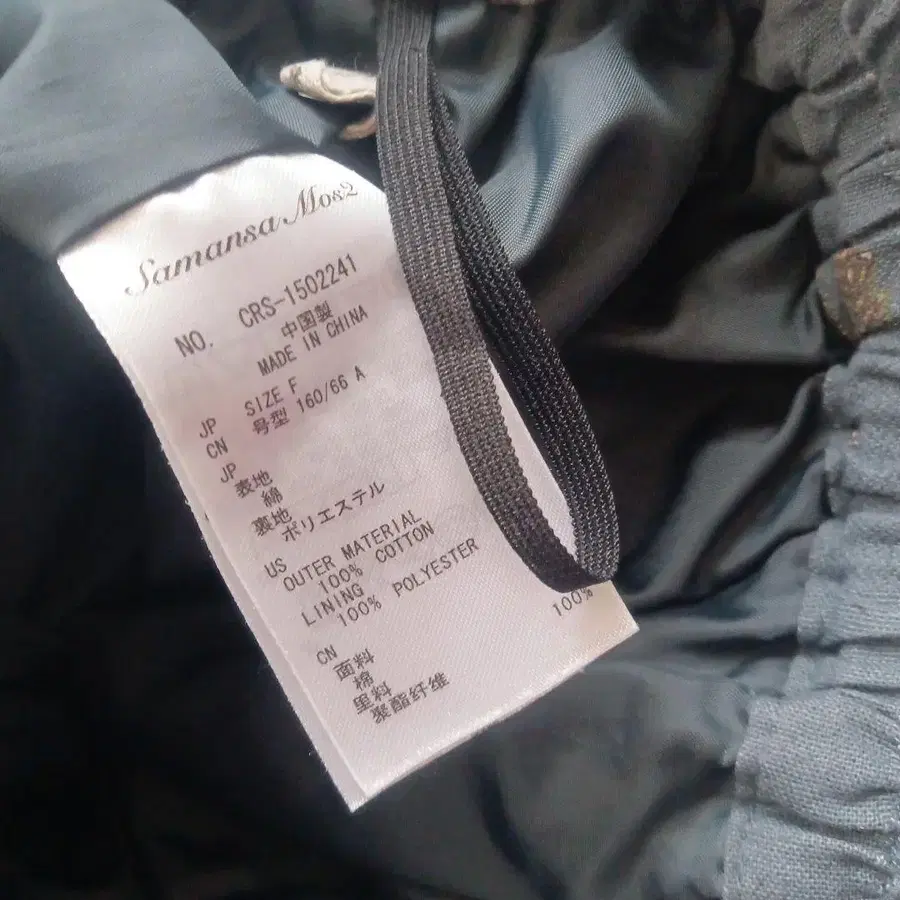 Samansa Mos2
NO. CRS-1502241
中国製
MADE IN CHINA
JP SIZE F
CN 号型 160/66 A
JP
表地
綿
裏地
ポリエステル
US
OUTER MATERIAL
100% COTTON
LINING
100% POLYESTER
CN
面料
棉 100%
里料
聚酯纤维